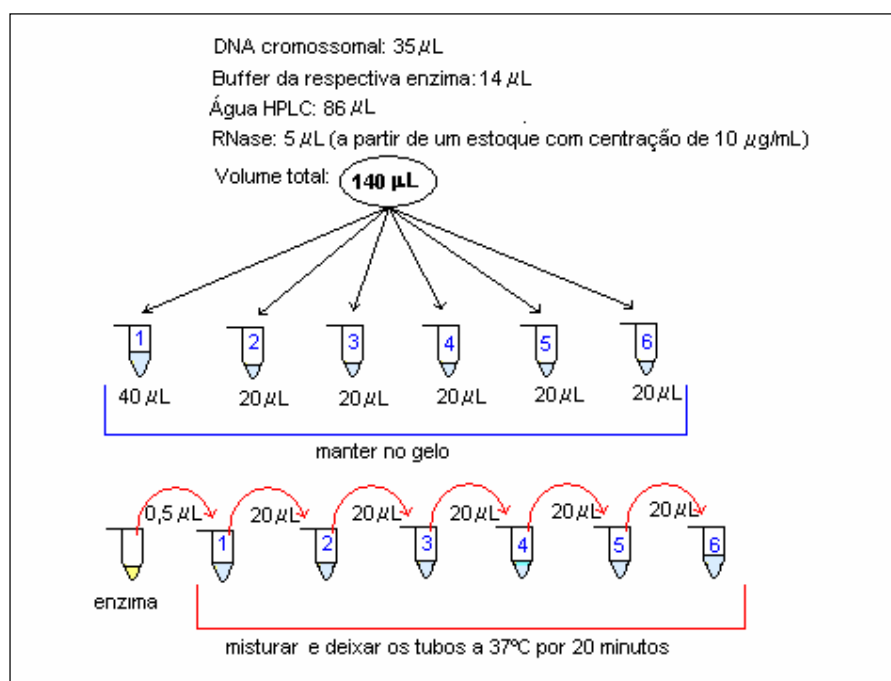 DNA cromossomal: 35 µL
Buffer da respectiva enzima: 14 µL
Água HPLC: 86 µL
RNase: 5 µL (a partir de um estoque com centração de 10 µg/mL)
Volume total: 140 µL
1 2 3 4 5 6
40 µL 20 µL 20 µL 20 µL 20 µL 20 µL
manter no gelo
0,5 µL 20 µL 20 µL 20 µL 20 µL 20 µL
1 2 3 4 5 6
enzima
misturar e deixar os tubos a 37ºC por 20 minutos